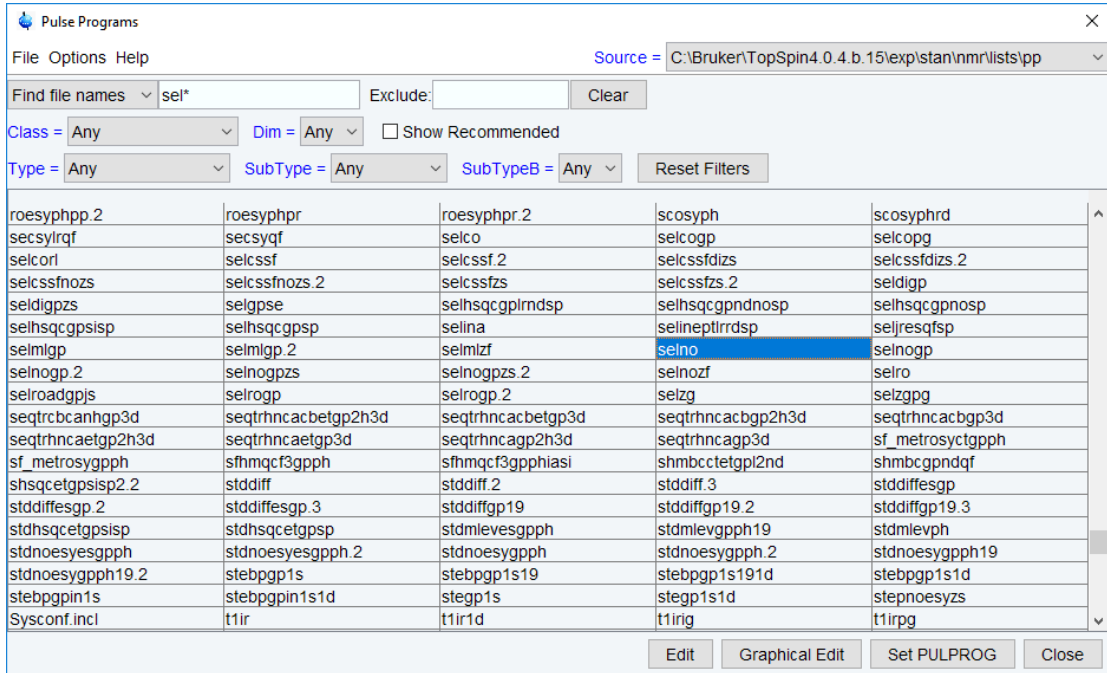 Pulse Programs
File Options Help Source = C:\Bruker\TopSpin4.0.4.b.15\exp\stan\nmr\lists\pp
Find file names sel* Exclude: Clear
Class = Any Dim = Any Show Recommended
Type = Any SubType = Any SubTypeB = Any Reset Filters
roesyphpp.2 roesyphpr roesyphpr.2 scosyph scosyphrd
secsylrqf secsyqf selco selcogp selcopg
selcorl selcssf selcssf.2 selcssfdizs selcssfdizs.2
selcssfnozs selcssfnozs.2 selcssfzs selcssfzs.2 seldigp
seldigpzs selgpse selhsqcgplrndsp selhsqcgpndnosp selhsqcgpnosp
selhsqcgpsisp selhsqcgpsp selina selineptlrrdsp seljresqfsp
selmlgp selmlgp.2 selmlzf selno selnogp
selnogp.2 selnogpzs selnogpzs.2 selnozf selro
selroadgpjs selrogp selrogp.2 selzg selzgpg
seqtrcbcanhgp3d seqtrhncacbetgp2h3d seqtrhncacbetgp3d seqtrhncacbgp2h3d seqtrhncacbgp3d
seqtrhncaetgp2h3d seqtrhncaetgp3d seqtrhncagp2h3d seqtrhncagp3d sf_metrosyctgpph
sf_metrosygpph sfhmqcf3gpph sfhmqcf3gpphiasi shmbcctetgpl2nd shmbcgpndqf
shsqcetgpsisp2.2 stddiff stddiff.2 stddiff.3 stddiffesgp
stddiffesgp.2 stddiffesgp.3 stddiffgp19 stddiffgp19.2 stddiffgp19.3
stdhsqcetgpsisp stdhsqcetgpsp stdmlevesgpph stdmlevgpph19 stdmlevph
stdnoesyesgpph stdnoesyesgpph.2 stdnoesygpph stdnoesygpph.2 stdnoesygpph19
stdnoesygpph19.2 stebpgp1s stebpgp1s19 stebpgp1s191d stebpgp1s1d
stebpgpin1s stebpgpin1s1d stegp1s stegp1s1d stepnoesyzs
Sysconf.incl t1ir t1ir1d t1irig t1irpg
Edit Graphical Edit Set PULPROG Close